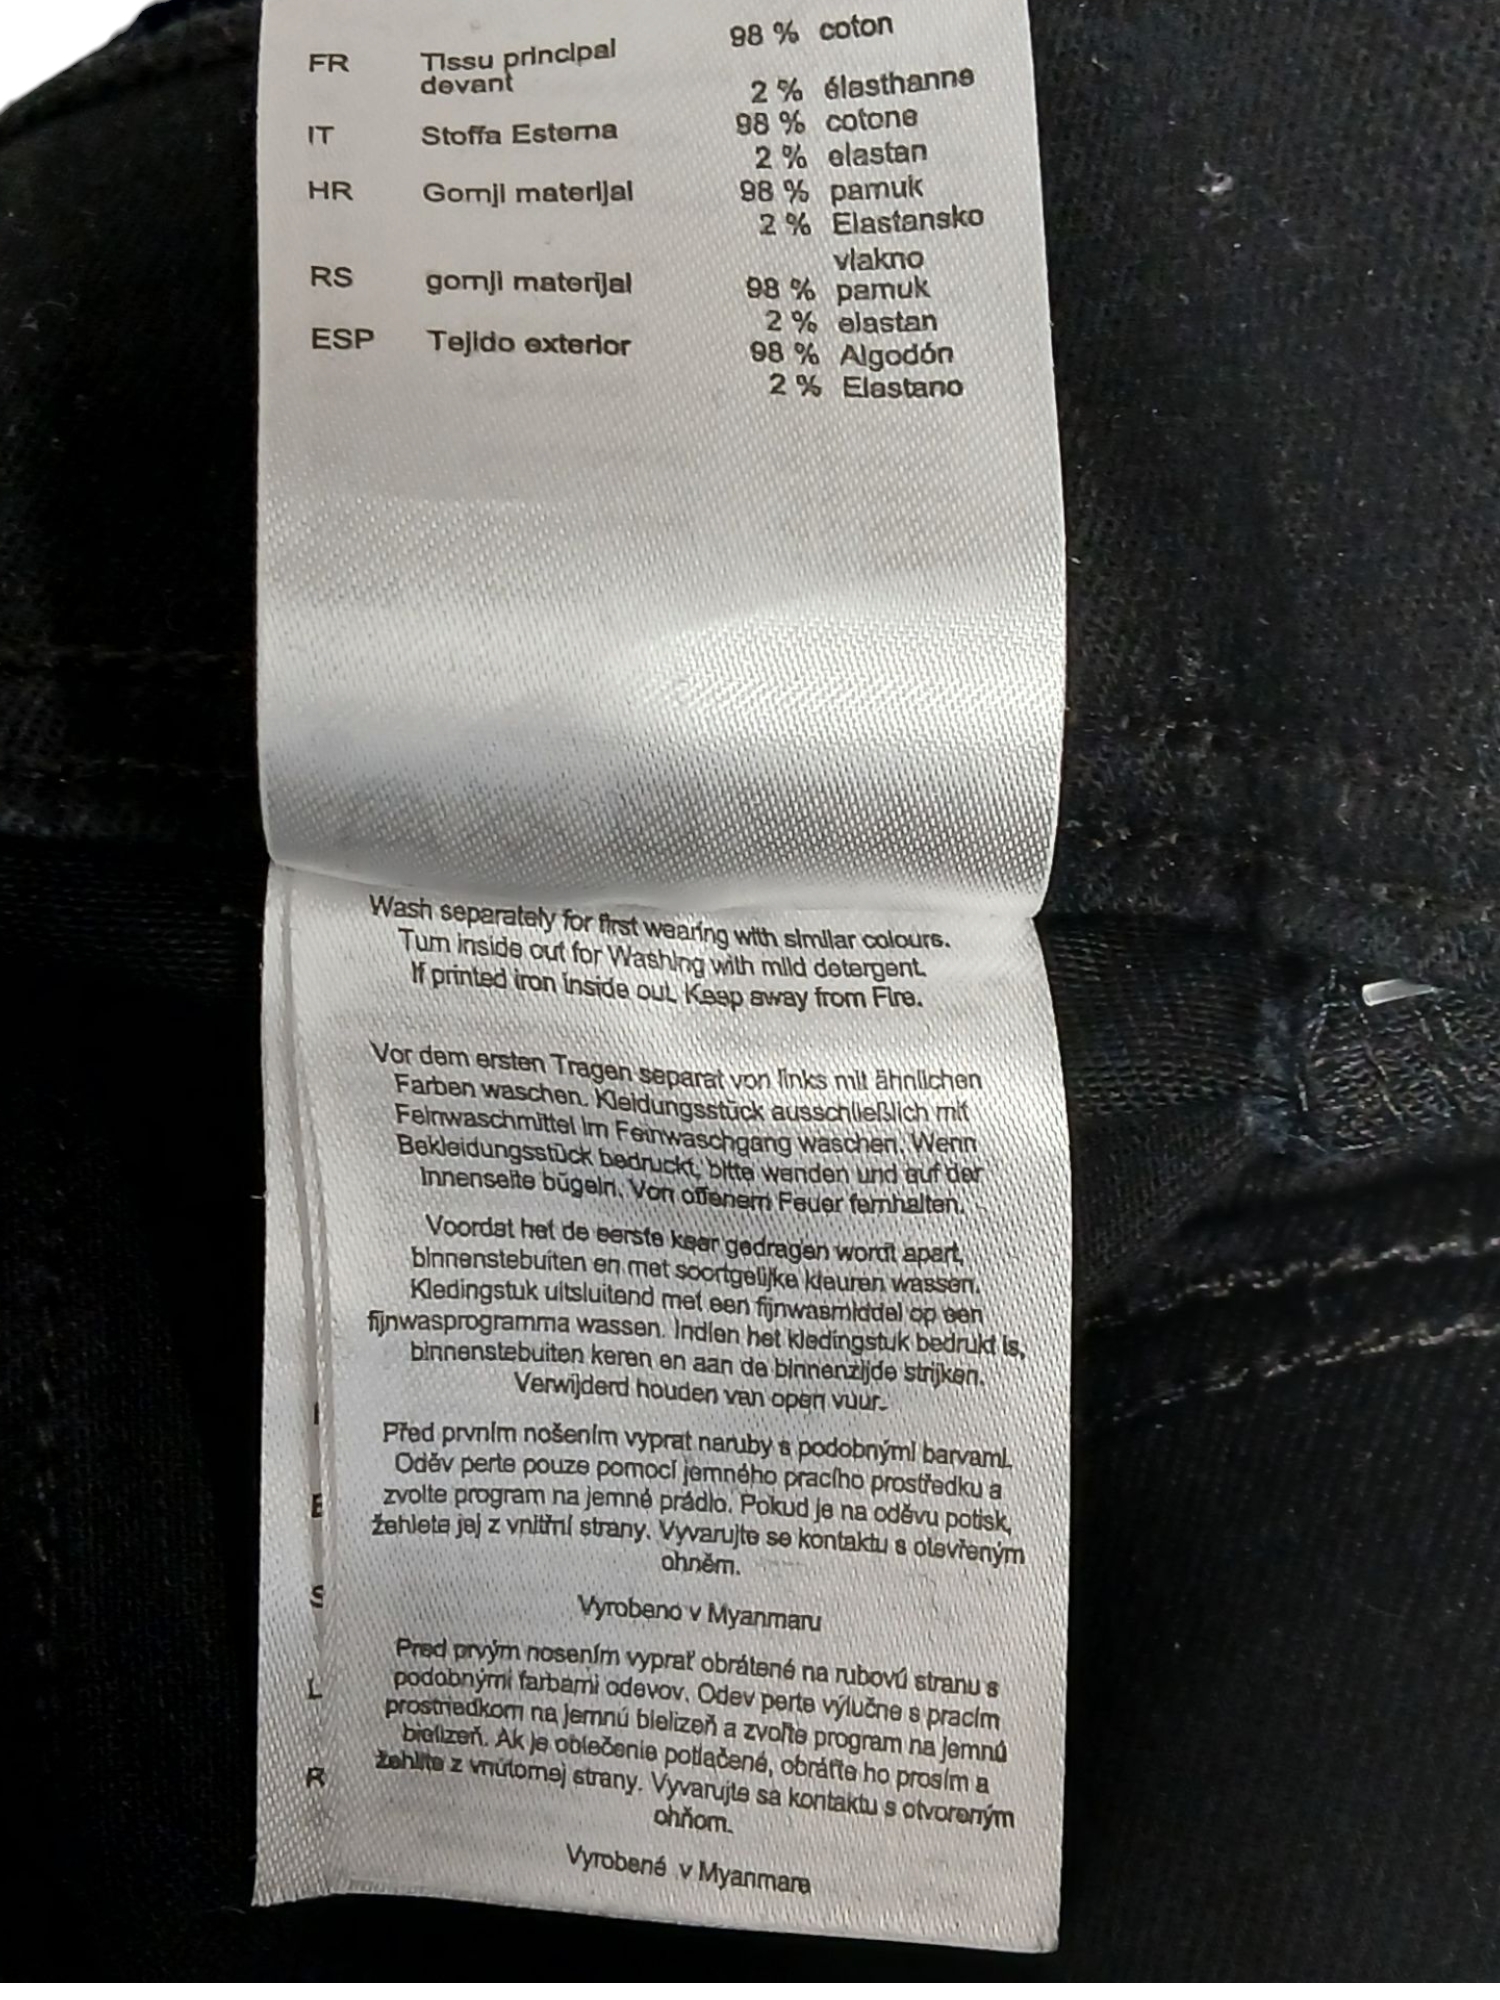 FR Tissu principal 98 % coton
devant
2 % élasthanne
IT Stoffa Esterna 98 % cotone
2 % elastan
HR Gornji materijal 98 % pamuk
2 % Elastansko
vlakno
RS gornji materijal 98 % pamuk
2 % elastan
ESP Tejido exterior 98 % Algodón
2 % Elastano
Wash separately for first wearing with similar colours.
Turn inside out for Washing with mild detergent.
If printed iron inside out. Keep away from Fire.
Vor dem ersten Tragen separat von links mit ähnlichen
Farben waschen. Kleidungsstück ausschließlich mit
Feinwaschmittel im Feinwaschgang waschen. Wenn
Bekleidungsstück bedruckt, bitte wenden und auf der
Innenseite bügeln. Von offenem Feuer fernhalten.
Voordat het de eerste keer gedragen wordt apart,
binnenstebuiten en met soortgelijke kleuren wassen.
Kledingstuk uitsluitend met een fijnwasmiddel op een
fijnwasprogramma wassen. Indien het kledingstuk bedrukt is,
binnenstebuiten keren en aan de binnenzijde strijken.
Verwijderd houden van open vuur.
Před prvním nošením vyprat naruby s podobnými barvami.
Oděv perte pouze pomocí jemného pracího prostředku a
zvolte program na jemné prádlo. Pokud je na oděvu potisk,
žehlete jej z vnitřní strany. Vyvarujte se kontaktu s otevřeným
ohněm.
Vyrobeno v Myanmaru
Pred prvým nosením vyprať obrátené na rubovú stranu s
podobnými farbami odevov. Odev perte výlučne s pracím
prostriedkom na jemnú bielizeň a zvoľte program na jemnú
bielizeň. Ak je oblečenie potlačené, obráťte ho prosím a
žehlite z vnútornej strany. Vyvarujte sa kontaktu s otvoreným
ohňom.
Vyrobené v Myanmare